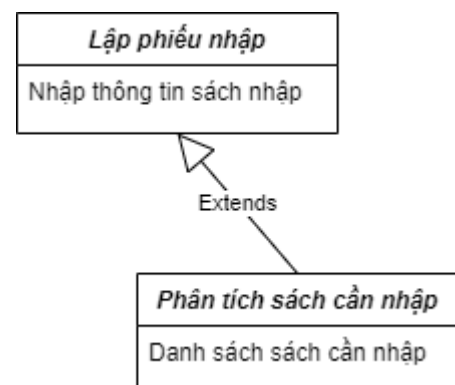 Lập phiếu nhập
Nhập thông tin sách nhập
Extends
Phân tích sách cần nhập
Danh sách sách cần nhập